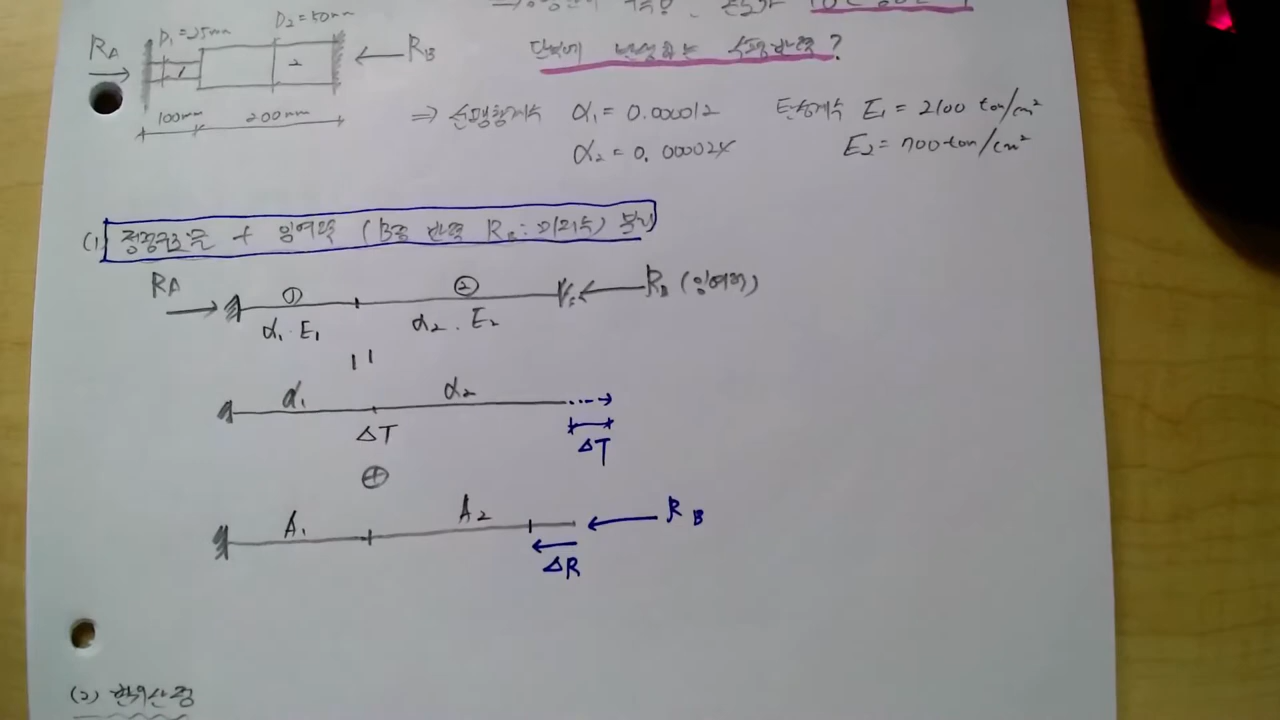 D₁=25mm
D₂=50mm
R_A
R_B
1
2
100mm
200mm
단부에 발생하는 수평반력?
⇒ 선팽창계수 α₁ = 0.000012 탄성계수 E₁ = 2100 ton/cm²
α₂ = 0.000024 E₂ = 700 ton/cm²
(1) 정정구조물 + 잉여력 (B점 반력 R_B: 미지수) 분리
R_A
① ②
R_B (잉여력)
α₁·E₁ α₂·E₂
=
α₁ α₂
ΔT
ΔT
⊕
A₁ A₂
R_B
ΔR
(2) 변위산정